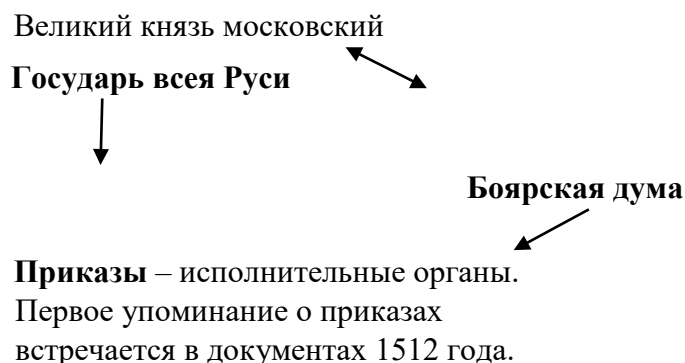 Великий князь московский
Государь всея Руси
Боярская дума
Приказы – исполнительные органы.
Первое упоминание о приказах
встречается в документах 1512 года.